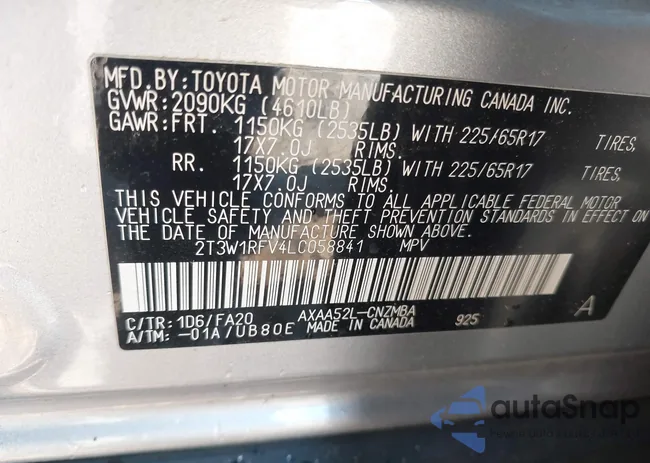 MFD.BY:TOYOTA MOTOR MANUFACTURING CANADA INC.
GVWR:2090KG (4610LB)
GAWR:FRT. 1150KG (2535LB) WITH 225/65R17 TIRES,
17X7.0J RIMS.
RR. 1150KG (2535LB) WITH 225/65R17 TIRES,
17X7.0J RIMS.
THIS VEHICLE CONFORMS TO ALL APPLICABLE FEDERAL MOTOR
VEHICLE SAFETY AND THEFT PREVENTION STANDARDS IN EFFECT ON
THE DATE OF MANUFACTURE SHOWN ABOVE.
2T3W1RFV4LC058841 MPV
C/TR: 1D6/FA20 AXAA52L-CNZMBA 925 A
A/TM: -01A/UB80E MADE IN CANADA
autoSnap